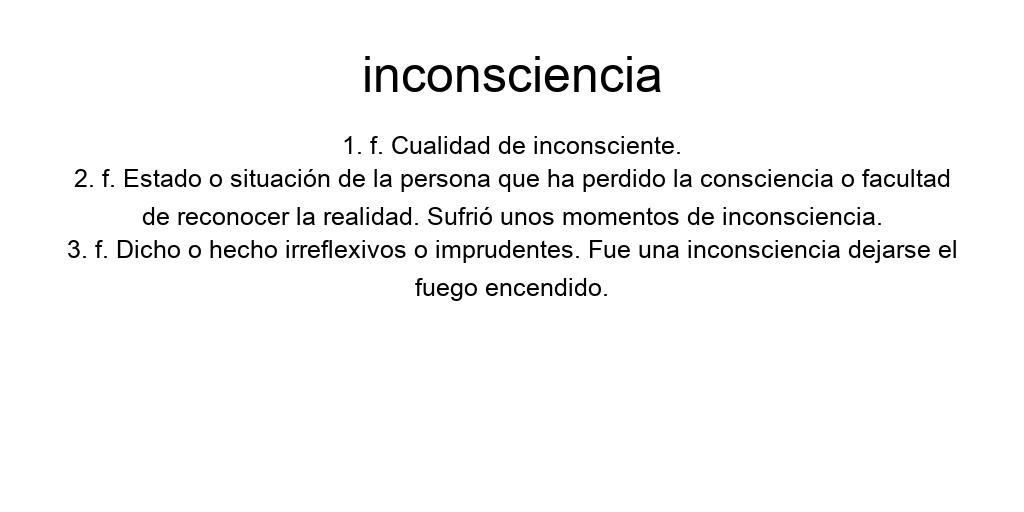 inconsciencia
1. f. Cualidad de inconsciente.
2. f. Estado o situación de la persona que ha perdido la consciencia o facultad
de reconocer la realidad. Sufrió unos momentos de inconsciencia.
3. f. Dicho o hecho irreflexivos o imprudentes. Fue una inconsciencia dejarse el
fuego encendido.